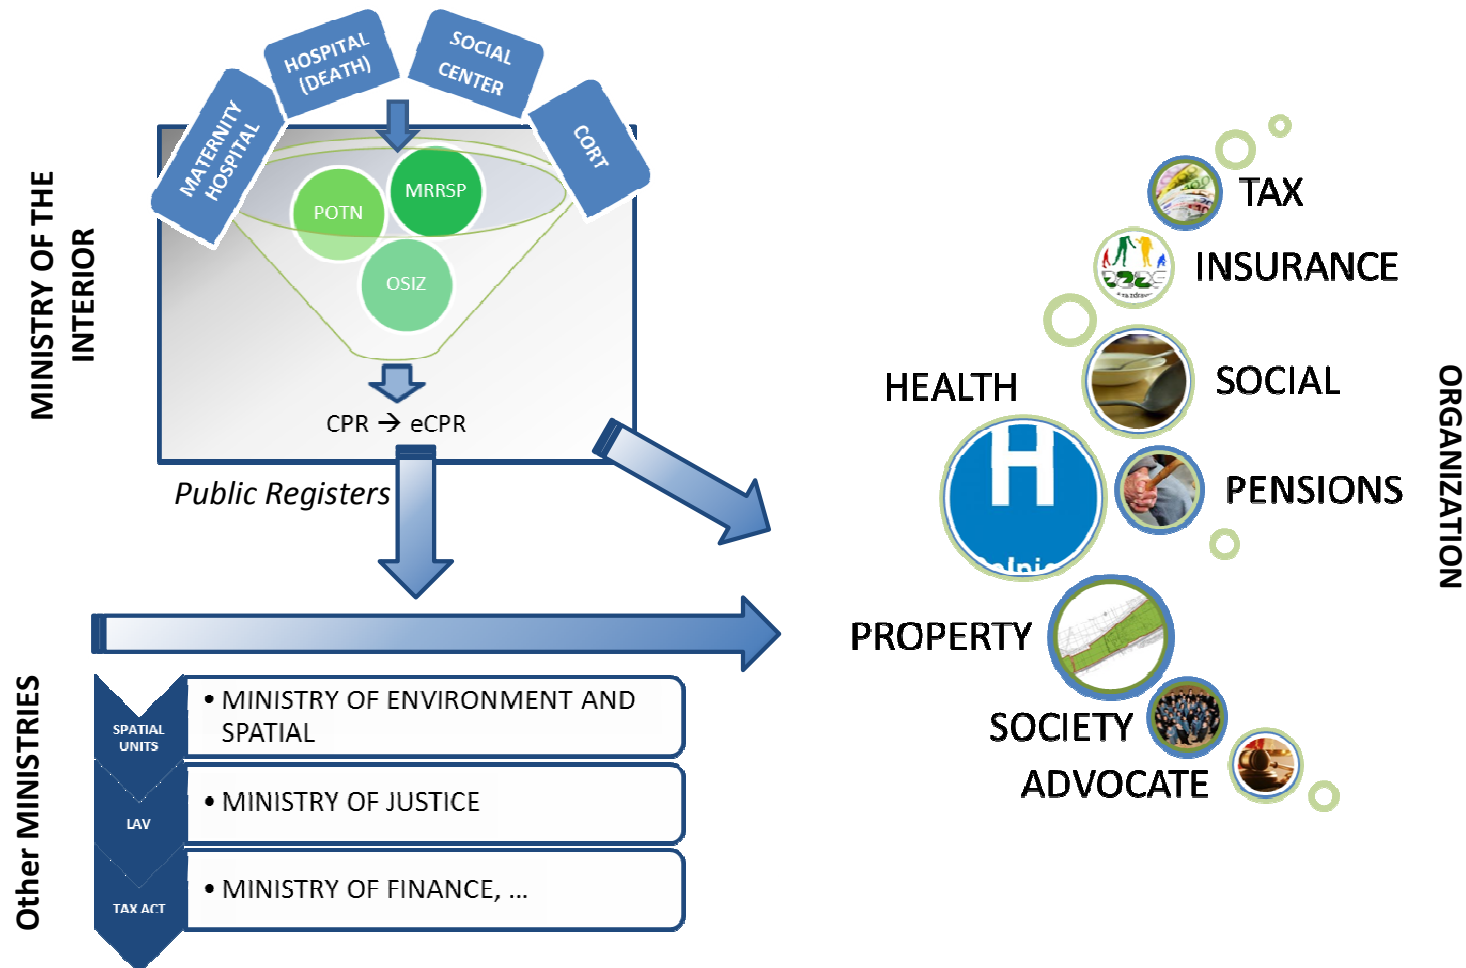 HOSPITAL
(DEATH)
SOCIAL
CENTER
MATERNITY
HOSPITAL
CORT
MINISTRY OF THE
INTERIOR
POTN
MRRSP
OSIZ
CPR → eCPR
Public Registers
Other MINISTRIES
SPATIAL
UNITS
• MINISTRY OF ENVIRONMENT AND
SPATIAL
LAV
• MINISTRY OF JUSTICE
TAX ACT
• MINISTRY OF FINANCE, ...
TAX
INSURANCE
SOCIAL
HEALTH
H
PENSIONS
PROPERTY
SOCIETY
ADVOCATE
ORGANIZATION